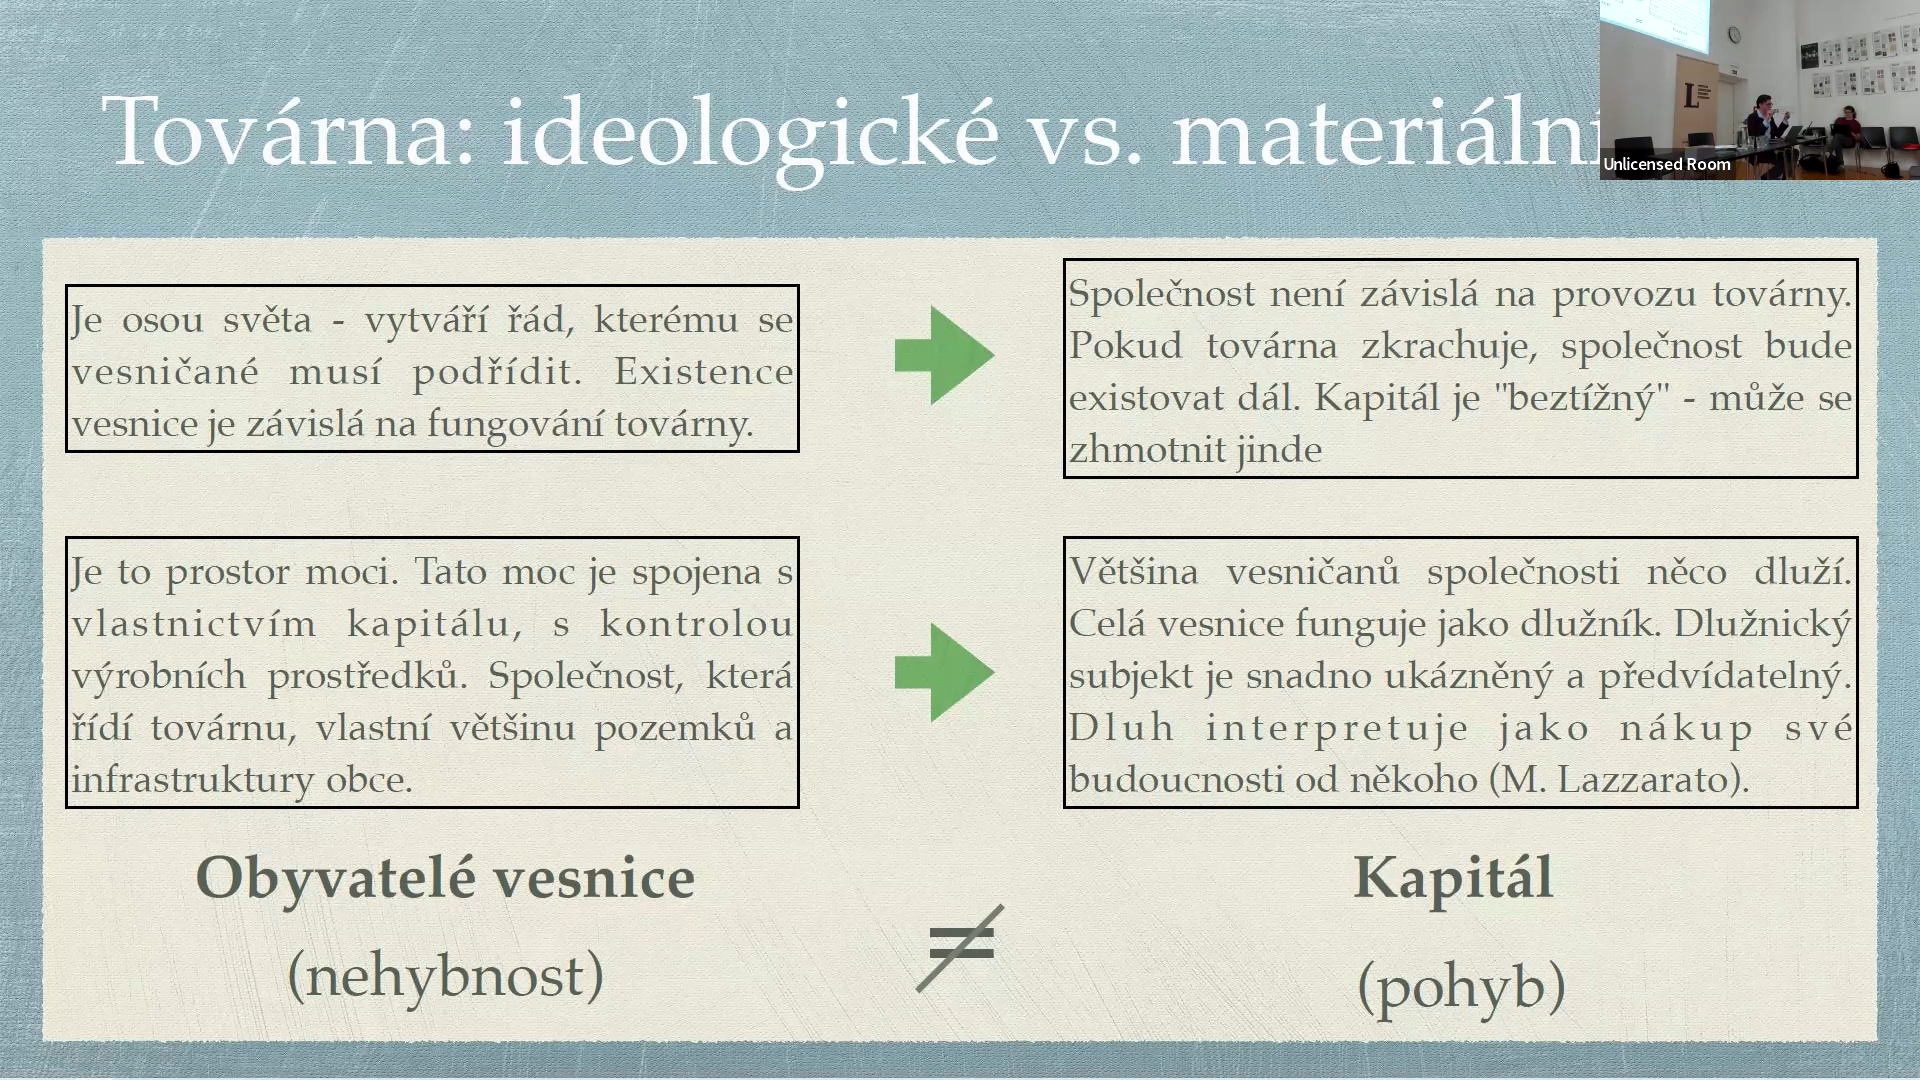 Továrna: ideologické vs. materiální
Unlicensed Room
Je osou světa - vytváří řád, kterému se
vesničané musí podřídit. Existence
vesnice je závislá na fungování továrny.
Společnost není závislá na provozu továrny.
Pokud továrna zkrachuje, společnost bude
existovat dál. Kapitál je "beztížný" - může se
zhmotnit jinde
Je to prostor moci. Tato moc je spojena s
vlastnictvím kapitálu, s kontrolou
výrobních prostředků. Společnost, která
řídí továrnu, vlastní většinu pozemků a
infrastruktury obce.
Většina vesničanů společnosti něco dluží.
Celá vesnice funguje jako dlužník. Dlužnický
subjekt je snadno ukázněný a předvídatelný.
Dluh interpretuje jako nákup své
budoucnosti od někoho (M. Lazzarato).
Obyvatelé vesnice
(nehybnost)
≠
Kapitál
(pohyb)